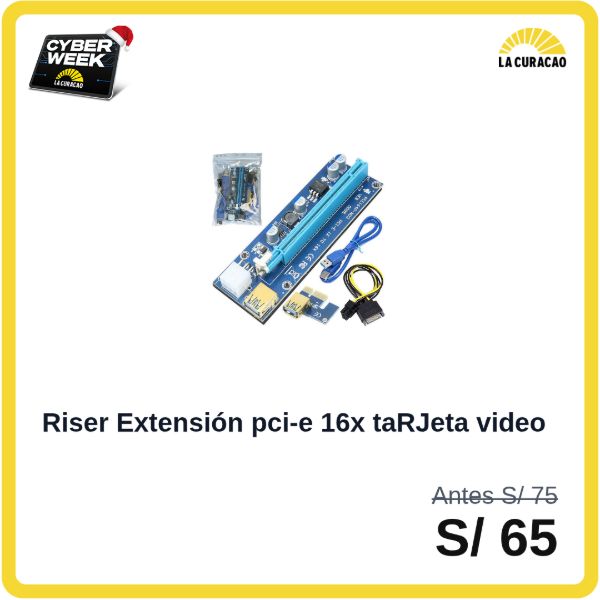 CYBER
WEEK
LA CURACAO
LA CURACAO
Riser Extensión pci-e 16x taRJeta video
Antes S/ 75
S/ 65